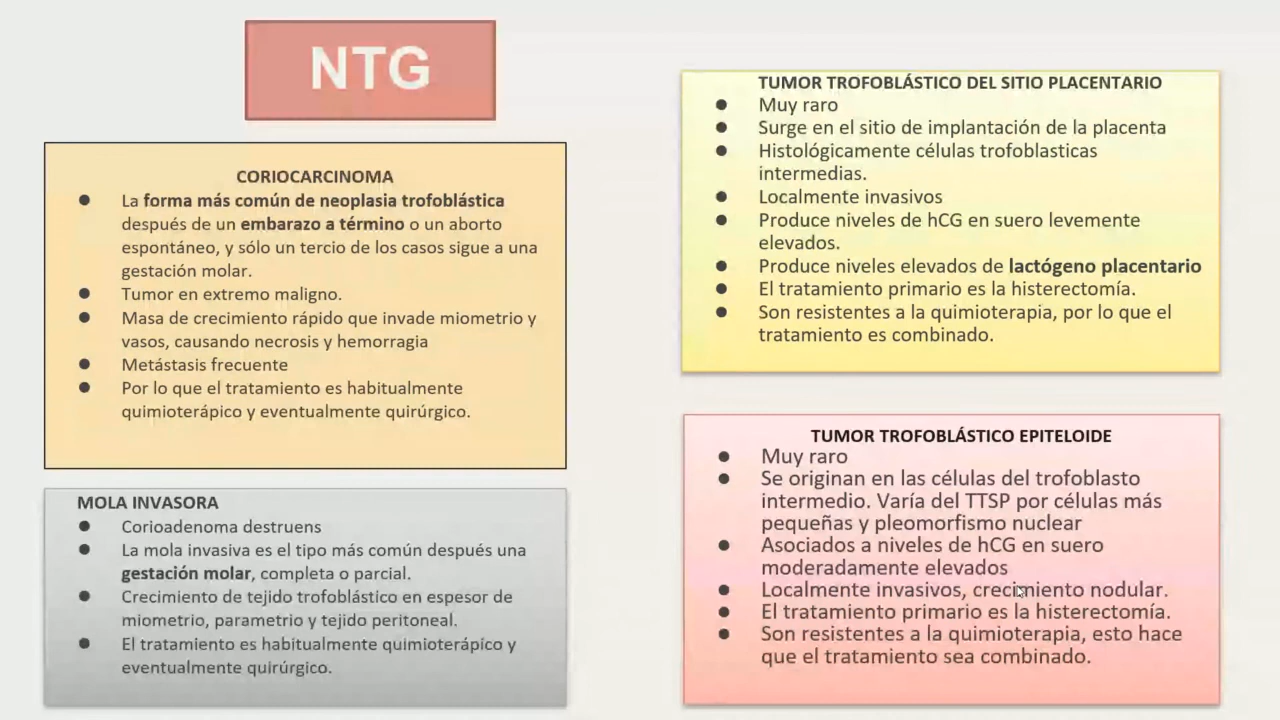 NTG
CORIOCARCINOMA
● La forma más común de neoplasia trofoblástica
después de un embarazo a término o un aborto
espontáneo, y sólo un tercio de los casos sigue a una
gestación molar.
● Tumor en extremo maligno.
● Masa de crecimiento rápido que invade miometrio y
vasos, causando necrosis y hemorragia
● Metástasis frecuente
● Por lo que el tratamiento es habitualmente
quimioterápico y eventualmente quirúrgico.
MOLA INVASORA
● Corioadenoma destruens
● La mola invasiva es el tipo más común después una
gestación molar, completa o parcial.
● Crecimiento de tejido trofoblástico en espesor de
miometrio, parametrio y tejido peritoneal.
● El tratamiento es habitualmente quimioterápico y
eventualmente quirúrgico.
TUMOR TROFOBLÁSTICO DEL SITIO PLACENTARIO
● Muy raro
● Surge en el sitio de implantación de la placenta
● Histológicamente células trofoblasticas
intermedias.
● Localmente invasivos
● Produce niveles de hCG en suero levemente
elevados.
● Produce niveles elevados de lactógeno placentario
● El tratamiento primario es la histerectomía.
● Son resistentes a la quimioterapia, por lo que el
tratamiento es combinado.
TUMOR TROFOBLÁSTICO EPITELOIDE
● Muy raro
● Se originan en las células del trofoblasto
intermedio. Varía del TTSP por células más
pequeñas y pleomorfismo nuclear
● Asociados a niveles de hCG en suero
moderadamente elevados
● Localmente invasivos, crecimiento nodular.
● El tratamiento primario es la histerectomía.
● Son resistentes a la quimioterapia, esto hace
que el tratamiento sea combinado.